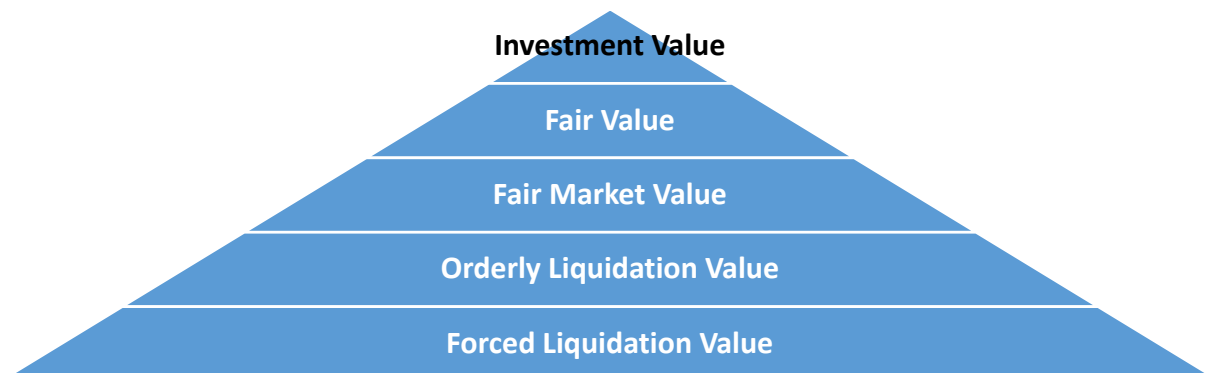 Investment Value
Fair Value
Fair Market Value
Orderly Liquidation Value
Forced Liquidation Value